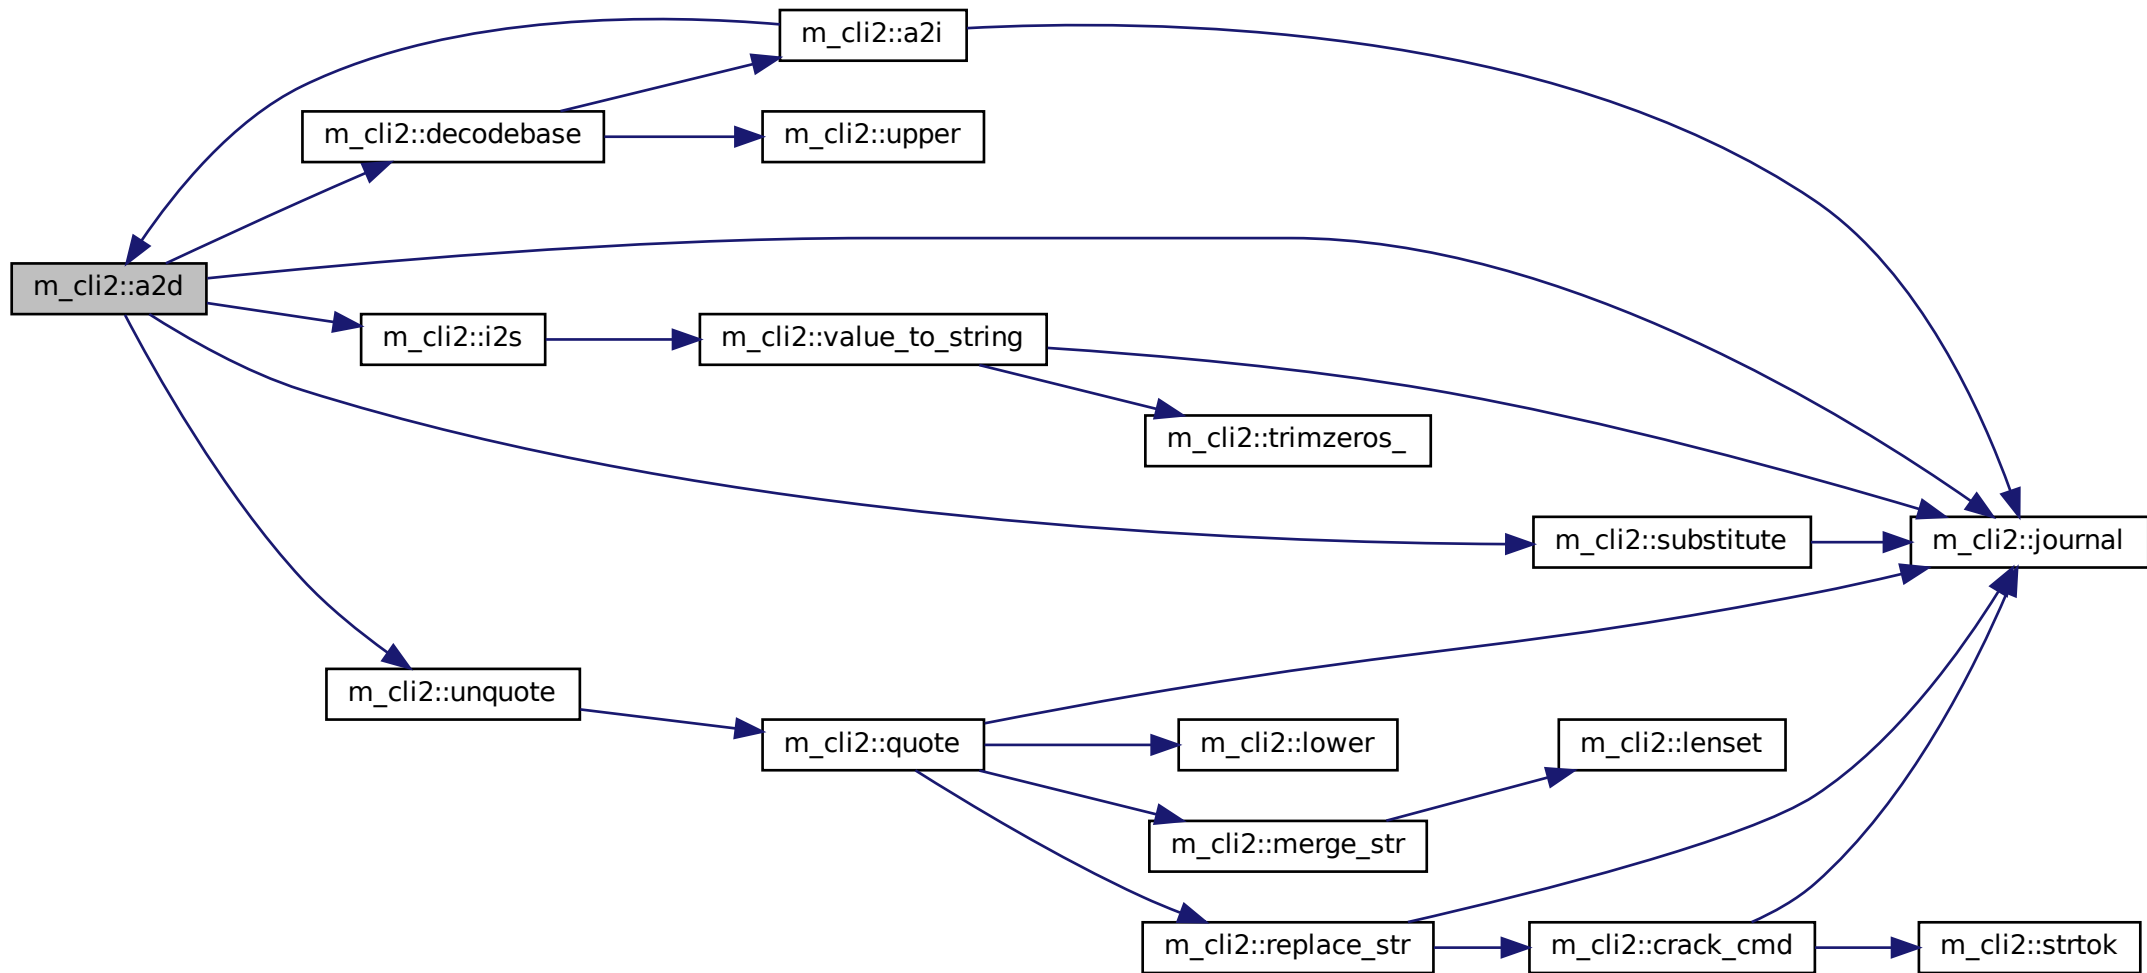 m_cli2::a2i
m_cli2::decodebase
m_cli2::upper
m_cli2::a2d
m_cli2::i2s
m_cli2::value_to_string
m_cli2::trimzeros_
m_cli2::substitute
m_cli2::journal
m_cli2::unquote
m_cli2::quote
m_cli2::lower
m_cli2::lenset
m_cli2::merge_str
m_cli2::replace_str
m_cli2::crack_cmd
m_cli2::strtok